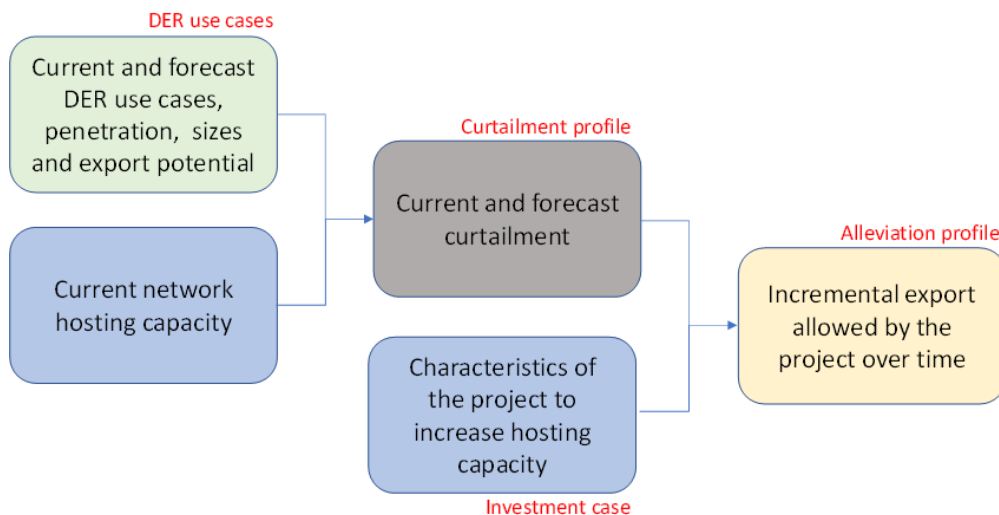 DER use cases
Current and forecast
DER use cases,
penetration, sizes
and export potential
Current network
hosting capacity
Curtailment profile
Current and forecast
curtailment
Characteristics of
the project to
increase hosting
capacity
Investment case
Alleviation profile
Incremental export
allowed by the
project over time